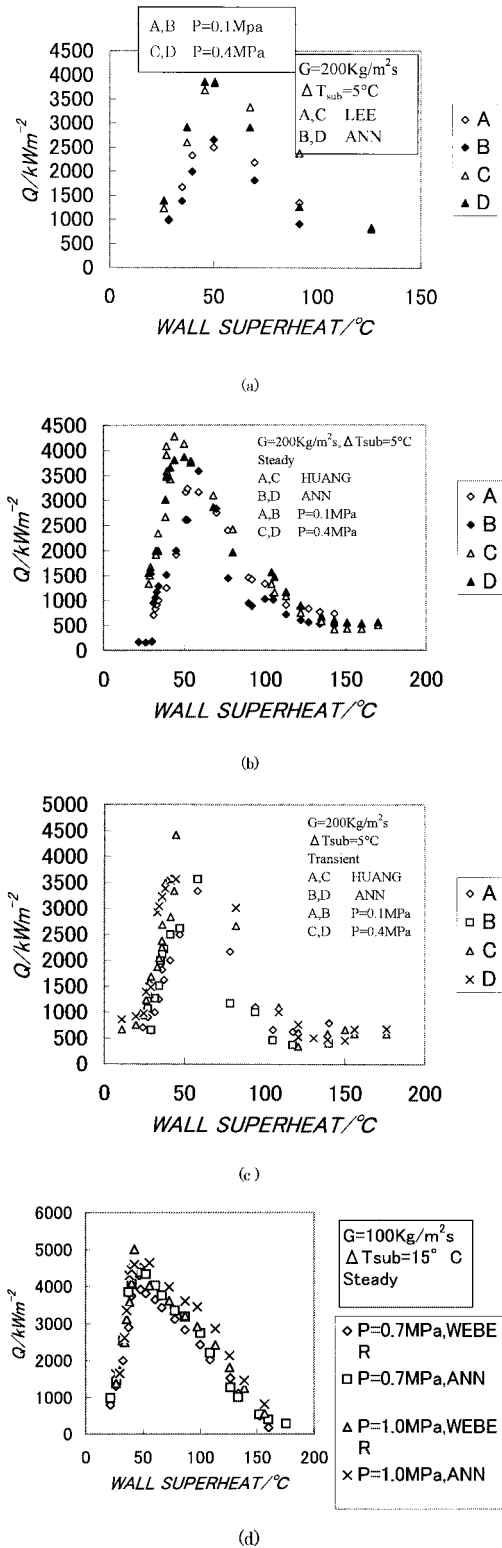 A,B P=0.1Mpa
C,D P=0.4MPa
G=200Kg/m²s
Δ Tsub=5°C
A,C LEE
B,D ANN
Q/kWm⁻²
4500
4000
3500
3000
2500
2000
1500
1000
500
0
0 50 100 150
WALL SUPERHEAT/°C
A
B
C
D
(a)
G=200Kg/m²s, Δ Tsub=5°C
Steady
A,C HUANG
B,D ANN
A,B P=0.1MPa
C,D P=0.4MPa
Q/kWm⁻²
4500
4000
3500
3000
2500
2000
1500
1000
500
0
0 50 100 150 200
WALL SUPERHEAT/°C
A
B
C
D
(b)
G=200Kg/m²s
Δ Tsub=5°C
Transient
A,C HUANG
B,D ANN
A,B P=0.1MPa
C,D P=0.4MPa
Q/kWm⁻²
5000
4500
4000
3500
3000
2500
2000
1500
1000
500
0
0 50 100 150 200
WALL SUPERHEAT/°C
A
B
C
D
(c)
G=100Kg/m²s
Δ Tsub=15° C
Steady
Q/kWm⁻²
6000
5000
4000
3000
2000
1000
0
0 50 100 150 200
WALL SUPERHEAT/°C
P=0.7MPa,WEBE
R
P=0.7MPa,ANN
P=1.0MPa,WEBE
R
P=1.0MPa,ANN
(d)